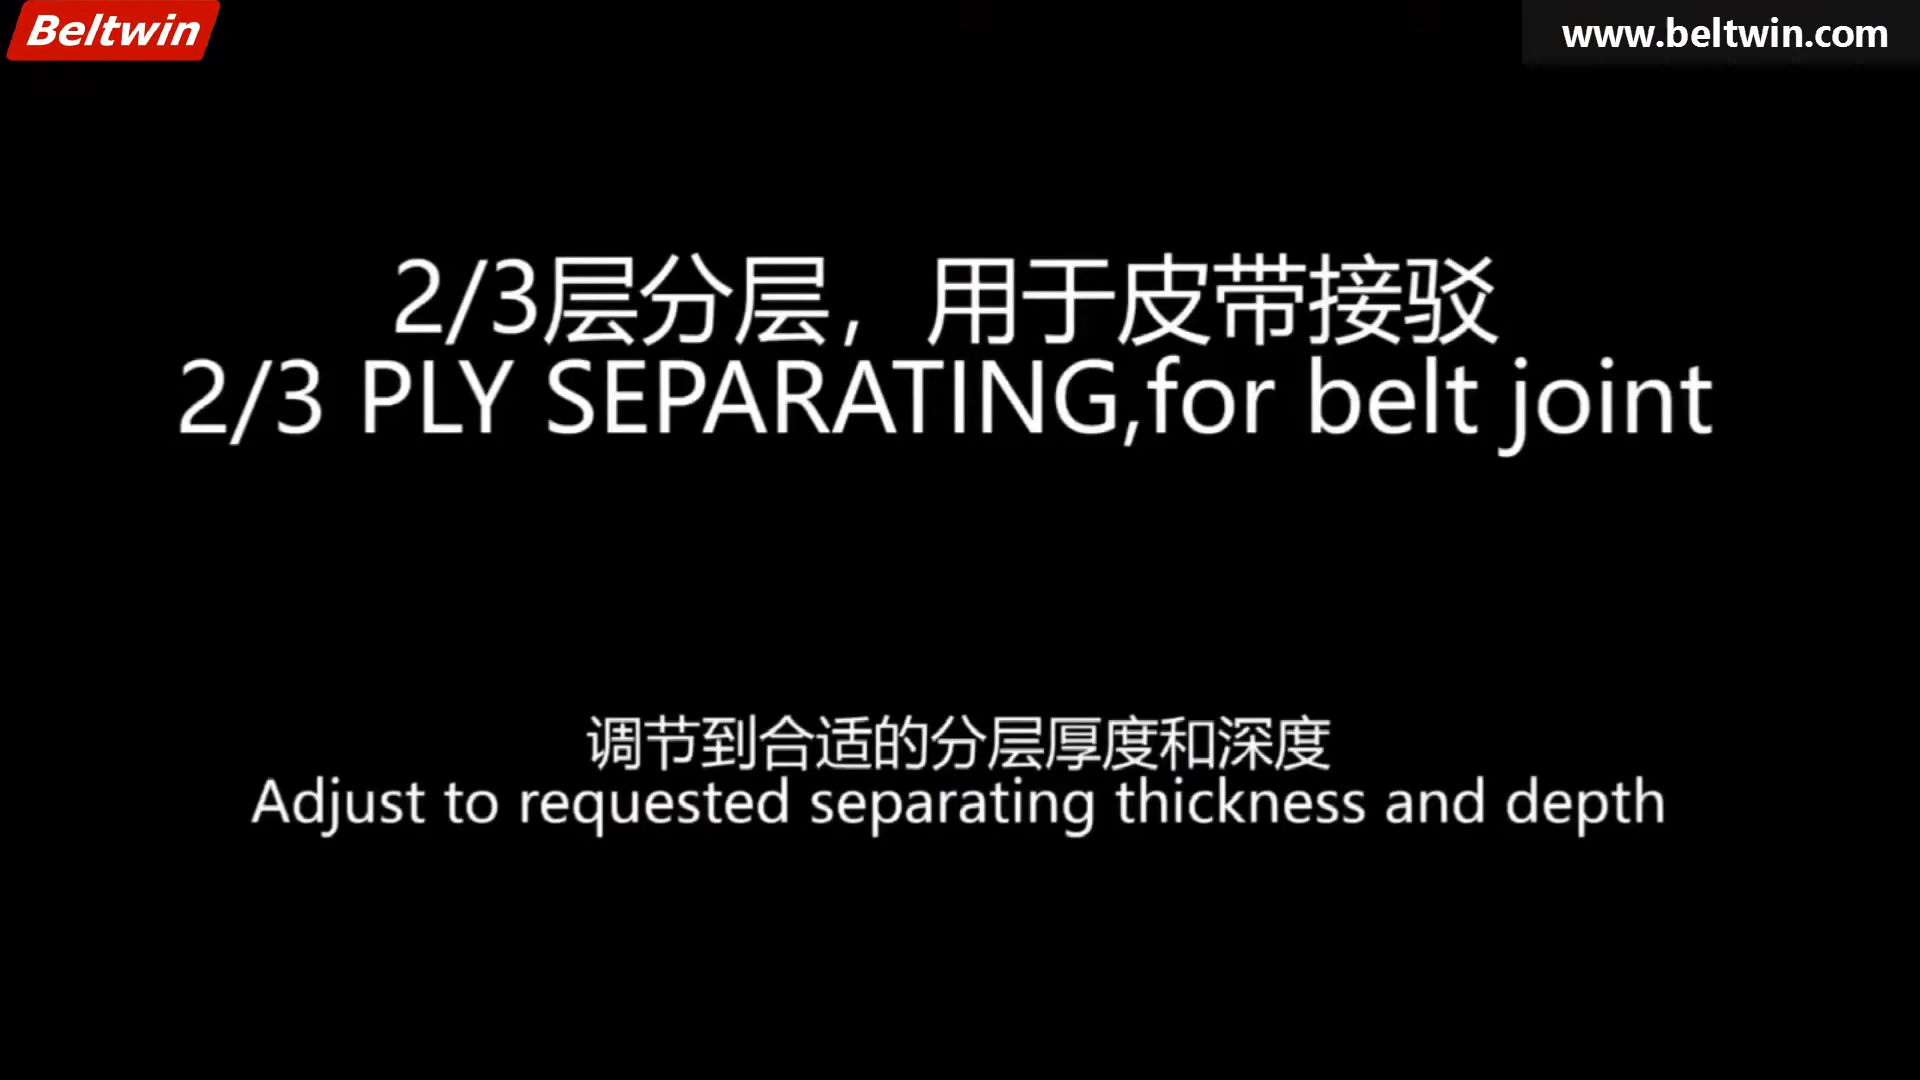 Beltwin
www.beltwin.com
2/3层分层，用于皮带接驳
2/3 PLY SEPARATING,for belt joint
调节到合适的分层厚度和深度
Adjust to requested separating thickness and depth